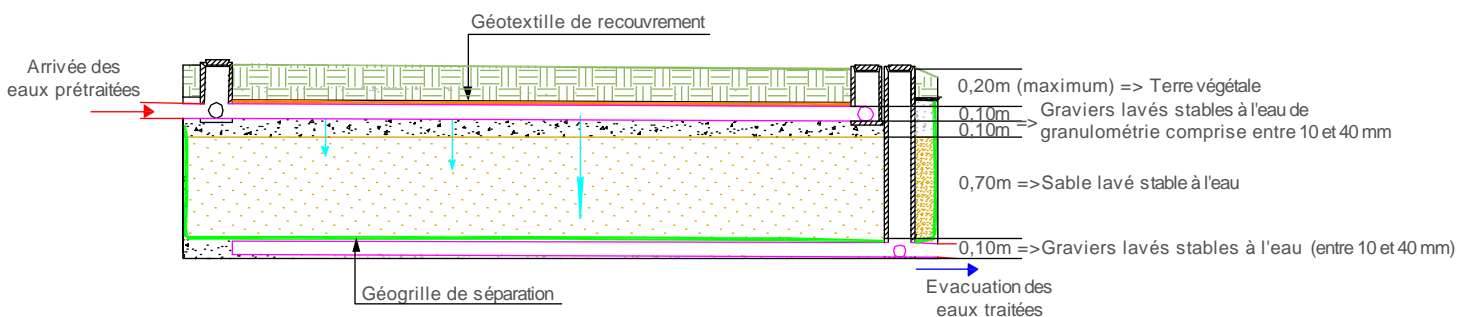 Géotextille de recouvrement
Arrivée des
eaux prétraitées
0,20m (maximum) => Terre végétale
0,10m
0,10m
=>
Graviers lavés stables à l'eau de
granulométrie comprise entre 10 et 40 mm
0,70m =>Sable lavé stable à l'eau
0,10m =>Graviers lavés stables à l'eau (entre 10 et 40 mm)
Géogrille de séparation
Evacuation des
eaux traitées